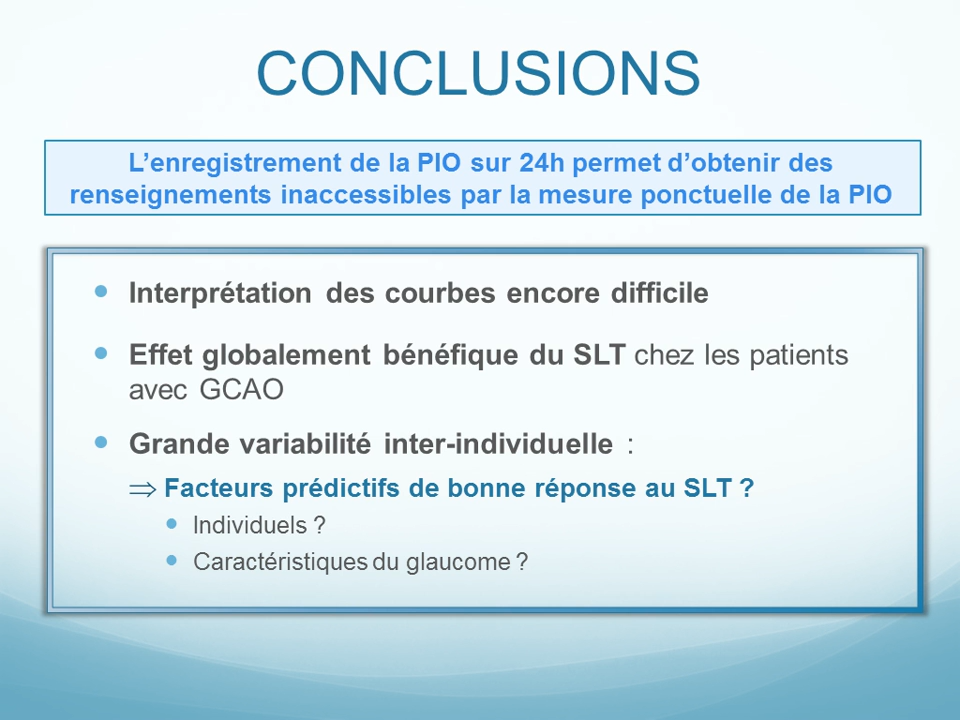 CONCLUSIONS
L’enregistrement de la PIO sur 24h permet d’obtenir des
renseignements inaccessibles par la mesure ponctuelle de la PIO
• Interprétation des courbes encore difficile
• Effet globalement bénéfique du SLT chez les patients
avec GCAO
• Grande variabilité inter-individuelle :
⇒ Facteurs prédictifs de bonne réponse au SLT ?
• Individuels ?
• Caractéristiques du glaucome ?